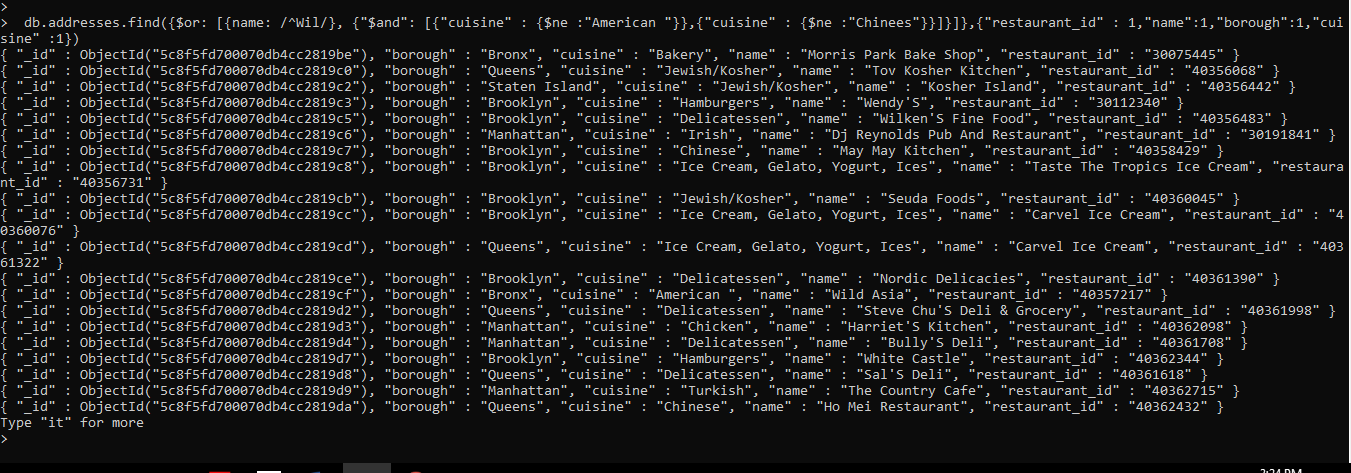 >
>  db.addresses.find({$or: [{name: /^Wil/}, {"$and": [{"cuisine" : {$ne :"American "}},{"cuisine" : {$ne :"Chinees"}}]}]},{"restaurant_id" : 1,"name":1,"borough":1,"cui
sine" :1})
{ "_id" : ObjectId("5c8f5fd700070db4cc2819be"), "borough" : "Bronx", "cuisine" : "Bakery", "name" : "Morris Park Bake Shop", "restaurant_id" : "30075445" }
{ "_id" : ObjectId("5c8f5fd700070db4cc2819c0"), "borough" : "Queens", "cuisine" : "Jewish/Kosher", "name" : "Tov Kosher Kitchen", "restaurant_id" : "40356068" }
{ "_id" : ObjectId("5c8f5fd700070db4cc2819c2"), "borough" : "Staten Island", "cuisine" : "Jewish/Kosher", "name" : "Kosher Island", "restaurant_id" : "40356442" }
{ "_id" : ObjectId("5c8f5fd700070db4cc2819c3"), "borough" : "Brooklyn", "cuisine" : "Hamburgers", "name" : "Wendy'S", "restaurant_id" : "30112340" }
{ "_id" : ObjectId("5c8f5fd700070db4cc2819c5"), "borough" : "Brooklyn", "cuisine" : "Delicatessen", "name" : "Wilken'S Fine Food", "restaurant_id" : "40356483" }
{ "_id" : ObjectId("5c8f5fd700070db4cc2819c6"), "borough" : "Manhattan", "cuisine" : "Irish", "name" : "Dj Reynolds Pub And Restaurant", "restaurant_id" : "30191841" }
{ "_id" : ObjectId("5c8f5fd700070db4cc2819c7"), "borough" : "Brooklyn", "cuisine" : "Chinese", "name" : "May May Kitchen", "restaurant_id" : "40358429" }
{ "_id" : ObjectId("5c8f5fd700070db4cc2819c8"), "borough" : "Brooklyn", "cuisine" : "Ice Cream, Gelato, Yogurt, Ices", "name" : "Taste The Tropics Ice Cream", "restaura
nt_id" : "40356731" }
{ "_id" : ObjectId("5c8f5fd700070db4cc2819cb"), "borough" : "Brooklyn", "cuisine" : "Jewish/Kosher", "name" : "Seuda Foods", "restaurant_id" : "40360045" }
{ "_id" : ObjectId("5c8f5fd700070db4cc2819cc"), "borough" : "Brooklyn", "cuisine" : "Ice Cream, Gelato, Yogurt, Ices", "name" : "Carvel Ice Cream", "restaurant_id" : "4
0360076" }
{ "_id" : ObjectId("5c8f5fd700070db4cc2819cd"), "borough" : "Queens", "cuisine" : "Ice Cream, Gelato, Yogurt, Ices", "name" : "Carvel Ice Cream", "restaurant_id" : "403
61322" }
{ "_id" : ObjectId("5c8f5fd700070db4cc2819ce"), "borough" : "Brooklyn", "cuisine" : "Delicatessen", "name" : "Nordic Delicacies", "restaurant_id" : "40361390" }
{ "_id" : ObjectId("5c8f5fd700070db4cc2819cf"), "borough" : "Bronx", "cuisine" : "American ", "name" : "Wild Asia", "restaurant_id" : "40357217" }
{ "_id" : ObjectId("5c8f5fd700070db4cc2819d2"), "borough" : "Queens", "cuisine" : "Delicatessen", "name" : "Steve Chu'S Deli & Grocery", "restaurant_id" : "40361998" }
{ "_id" : ObjectId("5c8f5fd700070db4cc2819d3"), "borough" : "Manhattan", "cuisine" : "Chicken", "name" : "Harriet'S Kitchen", "restaurant_id" : "40362098" }
{ "_id" : ObjectId("5c8f5fd700070db4cc2819d4"), "borough" : "Manhattan", "cuisine" : "Delicatessen", "name" : "Bully'S Deli", "restaurant_id" : "40361708" }
{ "_id" : ObjectId("5c8f5fd700070db4cc2819d7"), "borough" : "Brooklyn", "cuisine" : "Hamburgers", "name" : "White Castle", "restaurant_id" : "40362344" }
{ "_id" : ObjectId("5c8f5fd700070db4cc2819d8"), "borough" : "Queens", "cuisine" : "Delicatessen", "name" : "Sal'S Deli", "restaurant_id" : "40361618" }
{ "_id" : ObjectId("5c8f5fd700070db4cc2819d9"), "borough" : "Manhattan", "cuisine" : "Turkish", "name" : "The Country Cafe", "restaurant_id" : "40362715" }
{ "_id" : ObjectId("5c8f5fd700070db4cc2819da"), "borough" : "Queens", "cuisine" : "Chinese", "name" : "Ho Mei Restaurant", "restaurant_id" : "40362432" }
Type "it" for more
>